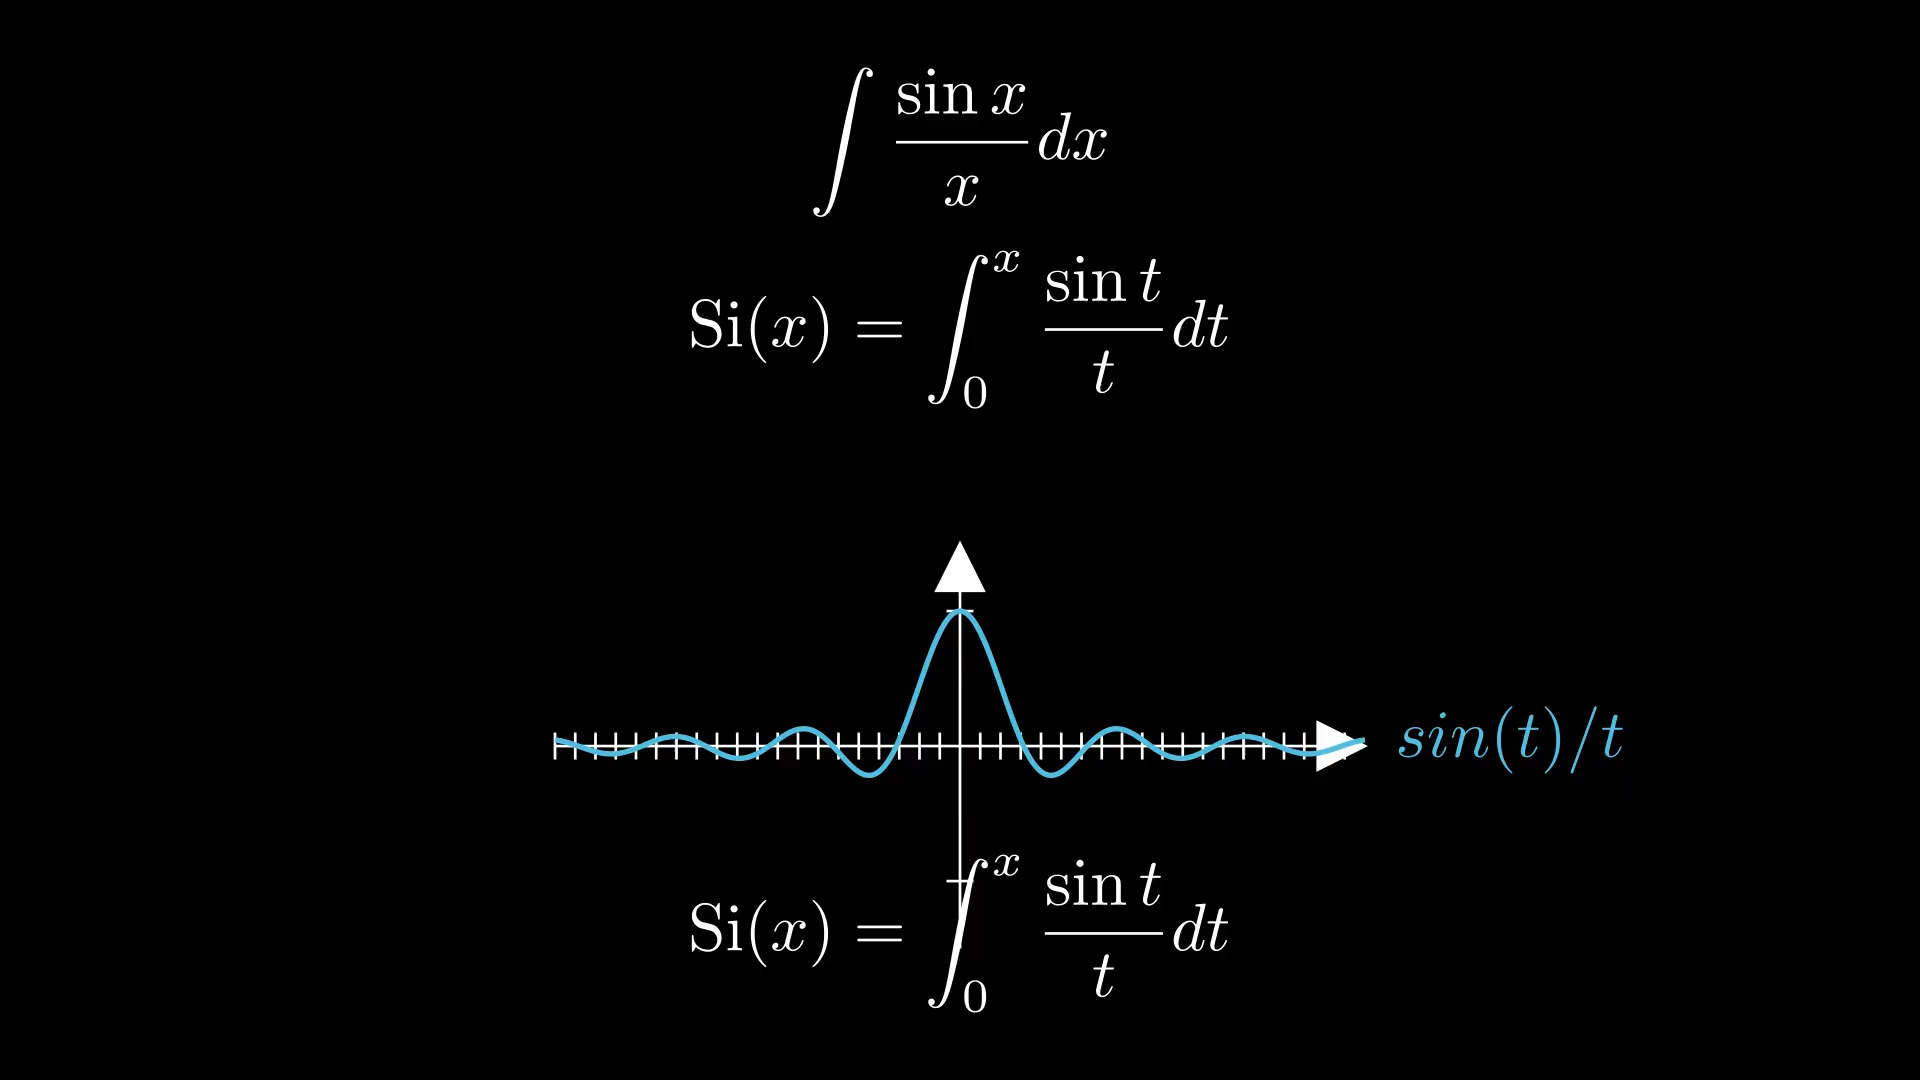 ∫ sin x / x dx
Si(x) = ∫₀ˣ sin t / t dt
sin(t)/t
Si(x) = ∫₀ˣ sin t / t dt